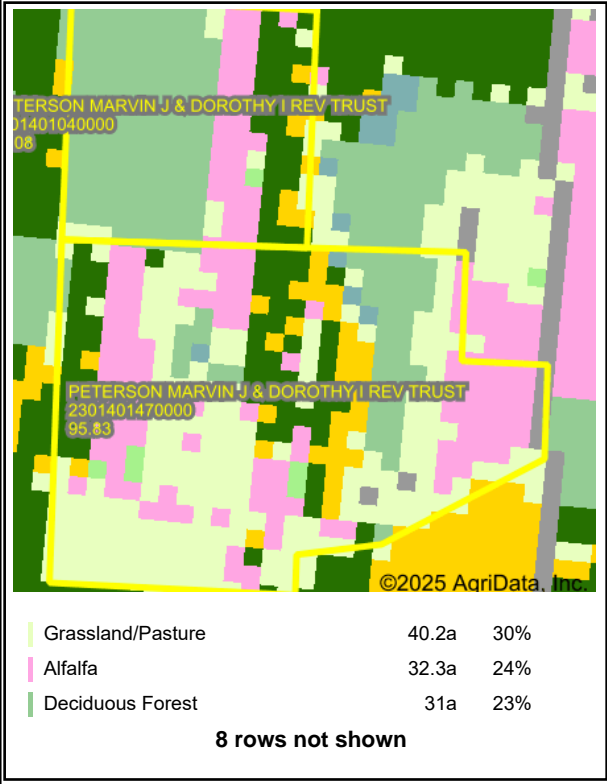 TERSON MARVIN J & DOROTHY I REV TRUST
01401040000
08
PETERSON MARVIN J & DOROTHY I REV TRUST
2301401470000
95.83
©2025 AgriData, Inc.
Grassland/Pasture 40.2a 30%
Alfalfa 32.3a 24%
Deciduous Forest 31a 23%
8 rows not shown